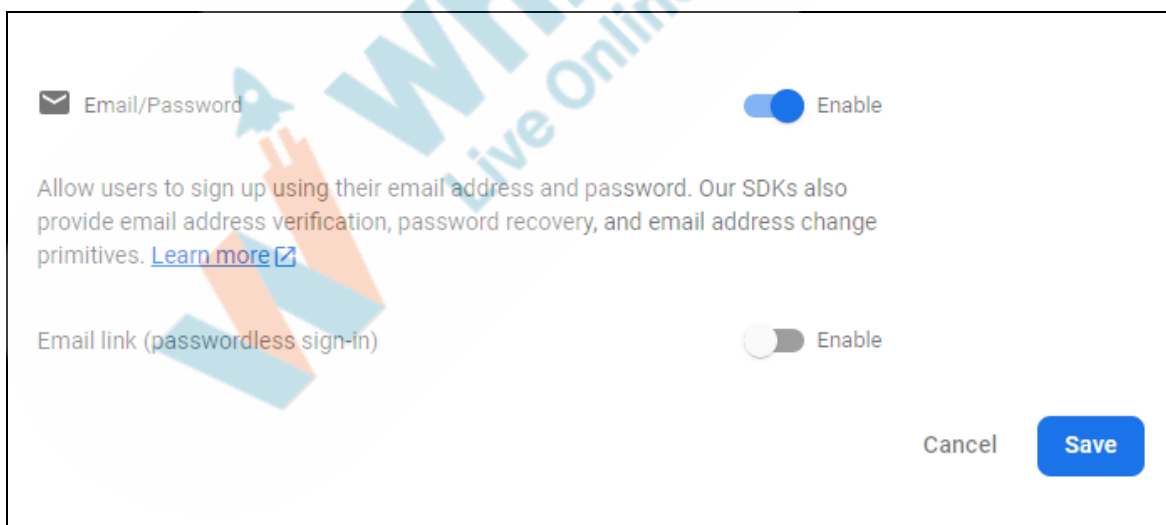 Email/Password
Enable
Allow users to sign up using their email address and password. Our SDKs also
provide email address verification, password recovery, and email address change
primitives. Learn more
Email link (passwordless sign-in)
Enable
Cancel
Save
Live Online